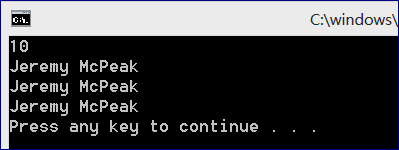 C:\windows\
10
Jeremy McPeak
Jeremy McPeak
Jeremy McPeak
Press any key to continue . . .